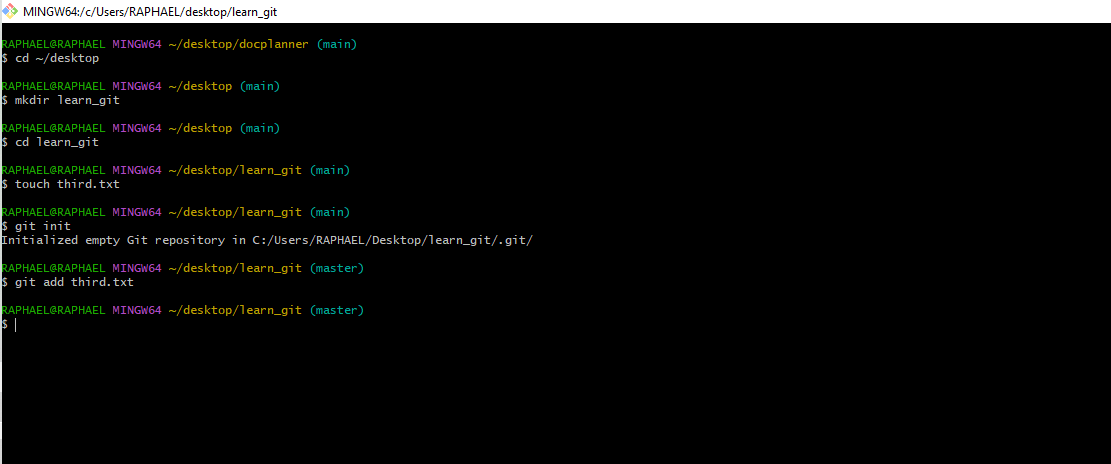 MINGW64:/c/Users/RAPHAEL/desktop/learn_git
RAPHAEL@RAPHAEL MINGW64 ~/desktop/docplanner (main)
$ cd ~/desktop
RAPHAEL@RAPHAEL MINGW64 ~/desktop (main)
$ mkdir learn_git
RAPHAEL@RAPHAEL MINGW64 ~/desktop (main)
$ cd learn_git
RAPHAEL@RAPHAEL MINGW64 ~/desktop/learn_git (main)
$ touch third.txt
RAPHAEL@RAPHAEL MINGW64 ~/desktop/learn_git (main)
$ git init
Initialized empty Git repository in C:/Users/RAPHAEL/Desktop/learn_git/.git/
RAPHAEL@RAPHAEL MINGW64 ~/desktop/learn_git (master)
$ git add third.txt
RAPHAEL@RAPHAEL MINGW64 ~/desktop/learn_git (master)
$